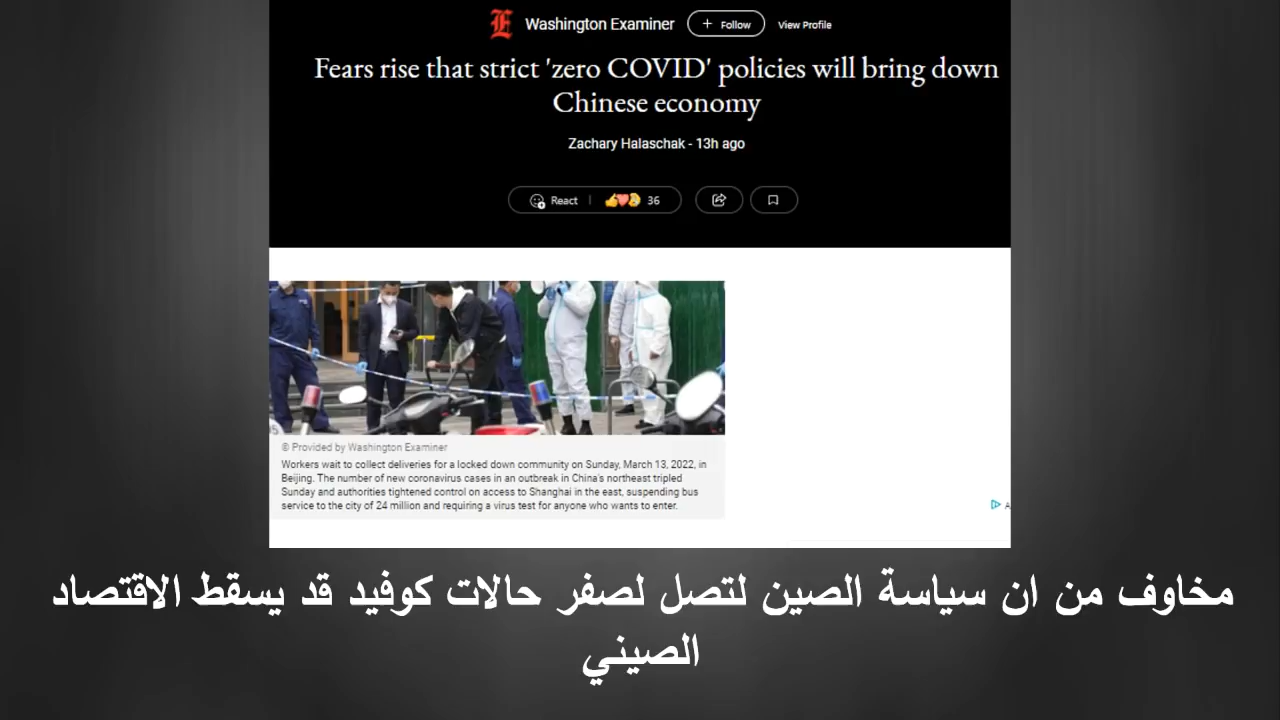 Washington Examiner + Follow View Profile
Fears rise that strict 'zero COVID' policies will bring down
Chinese economy
Zachary Halaschak - 13h ago
React 36
© Provided by Washington Examiner
Workers wait to collect deliveries for a locked down community on Sunday, March 13, 2022, in
Beijing. The number of new coronavirus cases in an outbreak in China's northeast tripled
Sunday and authorities tightened control on access to Shanghai in the east, suspending bus
service to the city of 24 million and requiring a virus test for anyone who wants to enter.
مخاوف من ان سياسة الصين لتصل لصفر حالات كوفيد قد يسقط الاقتصاد
الصيني